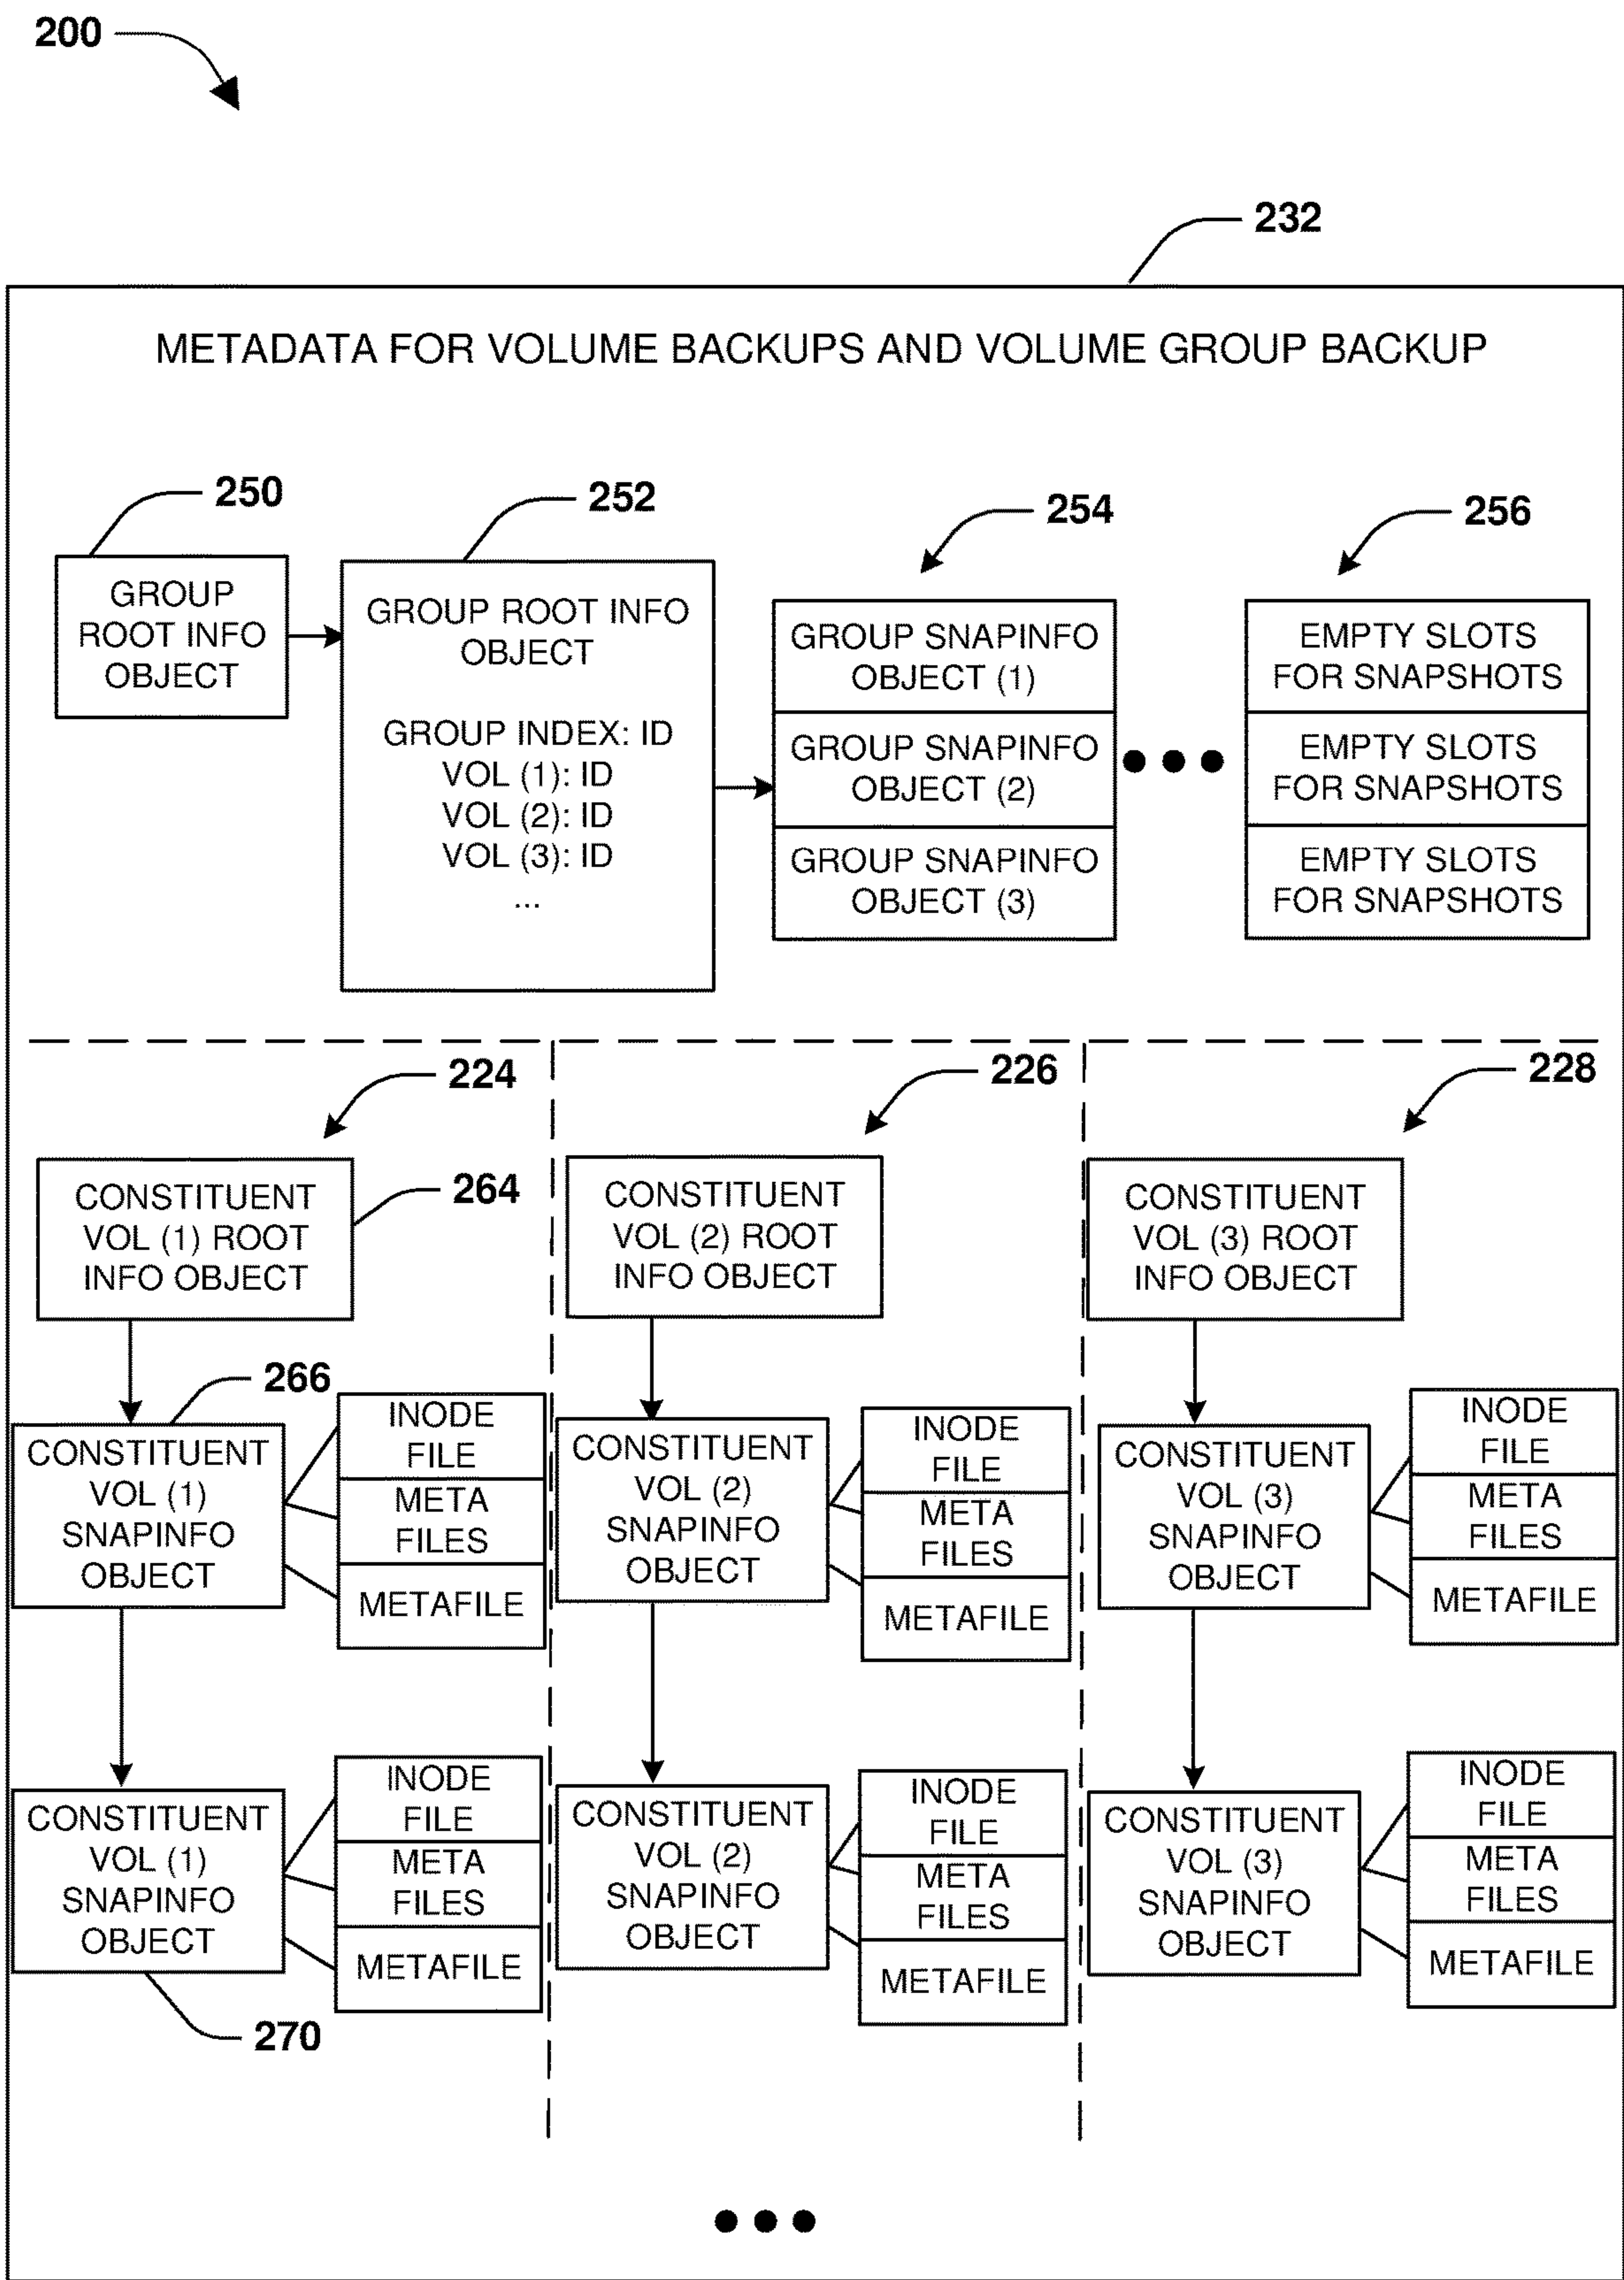 200
232
METADATA FOR VOLUME BACKUPS AND VOLUME GROUP BACKUP
250
252
254
256
GROUP
ROOT INFO
OBJECT
GROUP ROOT INFO
OBJECT
GROUP INDEX: ID
VOL (1): ID
VOL (2): ID
VOL (3): ID
...
GROUP SNAPINFO
OBJECT (1)
GROUP SNAPINFO
OBJECT (2)
GROUP SNAPINFO
OBJECT (3)
EMPTY SLOTS
FOR SNAPSHOTS
EMPTY SLOTS
FOR SNAPSHOTS
EMPTY SLOTS
FOR SNAPSHOTS
224
CONSTITUENT
VOL (1) ROOT
INFO OBJECT
264
266
CONSTITUENT
VOL (1)
SNAPINFO
OBJECT
INODE
FILE
META
FILES
METAFILE
CONSTITUENT
VOL (1)
SNAPINFO
OBJECT
INODE
FILE
META
FILES
METAFILE
270
226
CONSTITUENT
VOL (2) ROOT
INFO OBJECT
CONSTITUENT
VOL (2)
SNAPINFO
OBJECT
INODE
FILE
META
FILES
METAFILE
CONSTITUENT
VOL (2)
SNAPINFO
OBJECT
INODE
FILE
META
FILES
METAFILE
228
CONSTITUENT
VOL (3) ROOT
INFO OBJECT
CONSTITUENT
VOL (3)
SNAPINFO
OBJECT
INODE
FILE
META
FILES
METAFILE
CONSTITUENT
VOL (3)
SNAPINFO
OBJECT
INODE
FILE
META
FILES
METAFILE